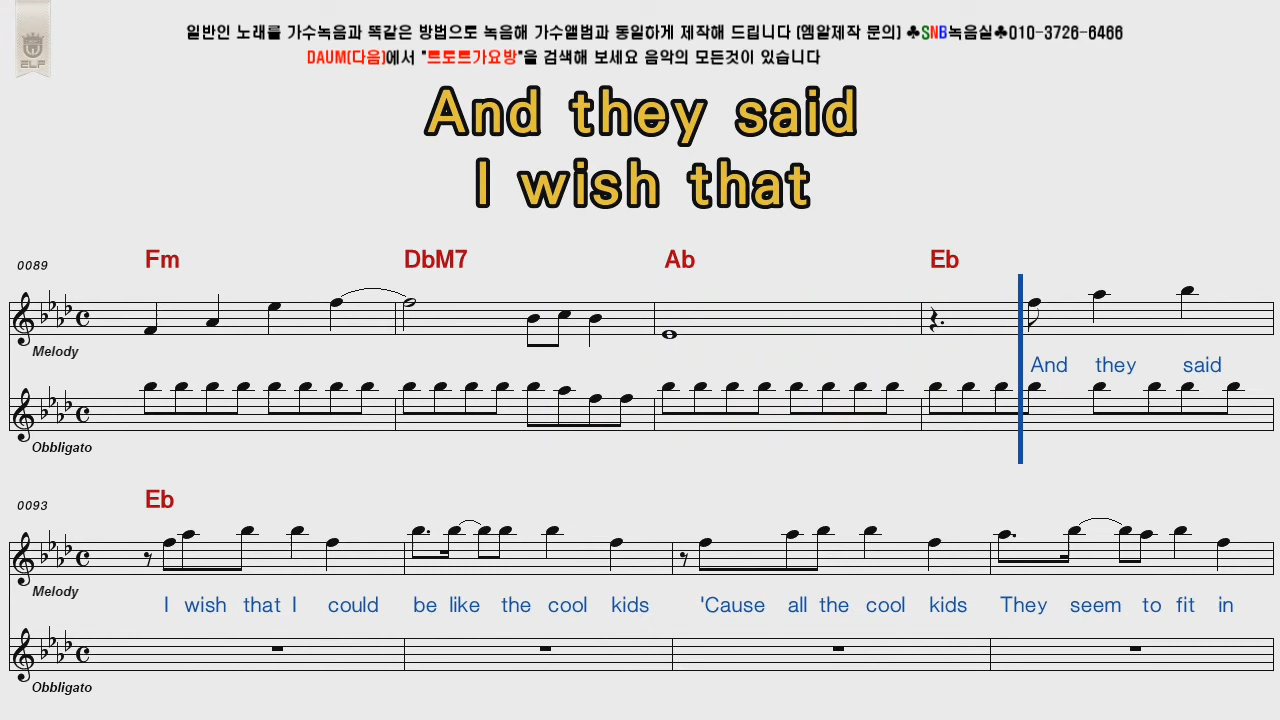 일반인 노래를 가수녹음과 똑같은 방법으로 녹음해 가수앨범과 동일하게 제작해 드립니다 (엠알제작 문의) ♣SNB녹음실♣010-3726-6466
DAUM(다음)에서 "트로트가요방"을 검색해 보세요 음악의 모든것이 있습니다
ELF
And they said
I wish that
0089 Fm DbM7 Ab Eb
Melody
And they said
Obbligato
0093 Eb
Melody
I wish that I could be like the cool kids 'Cause all the cool kids They seem to fit in
Obbligato